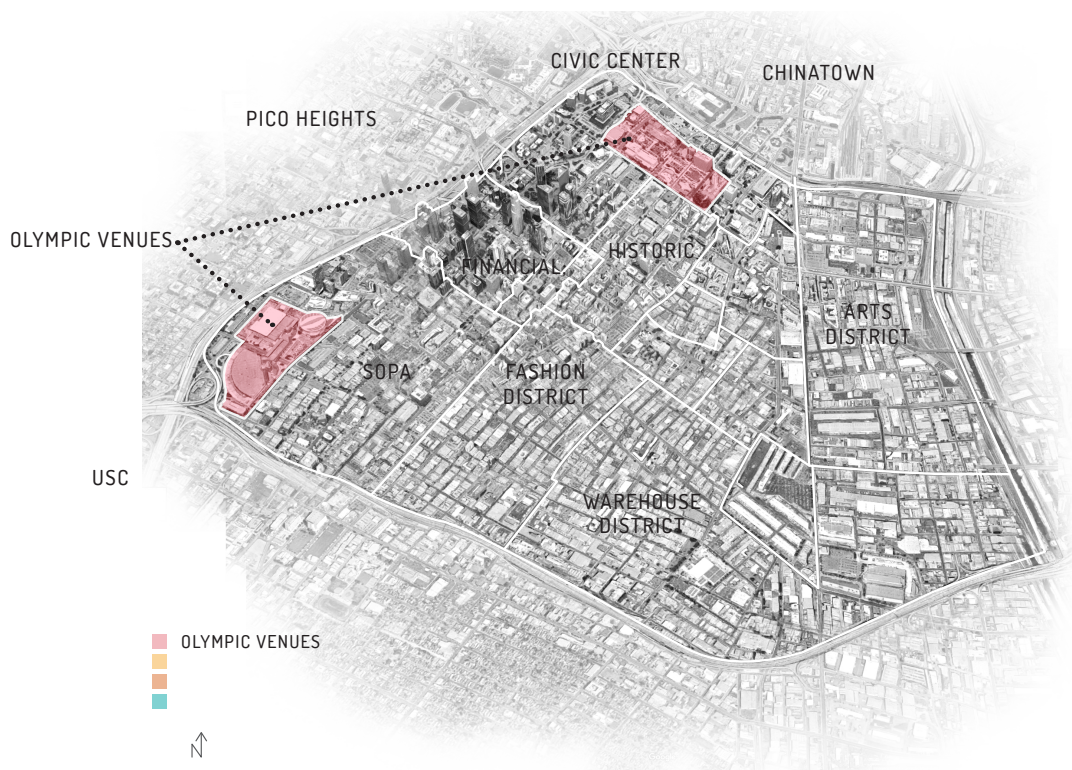 CIVIC CENTER
CHINATOWN
PICO HEIGHTS
OLYMPIC VENUES
FINANCIAL
HISTORIC
ARTS
DISTRICT
SOPA
FASHION
DISTRICT
USC
WAREHOUSE
DISTRICT
OLYMPIC VENUES
N